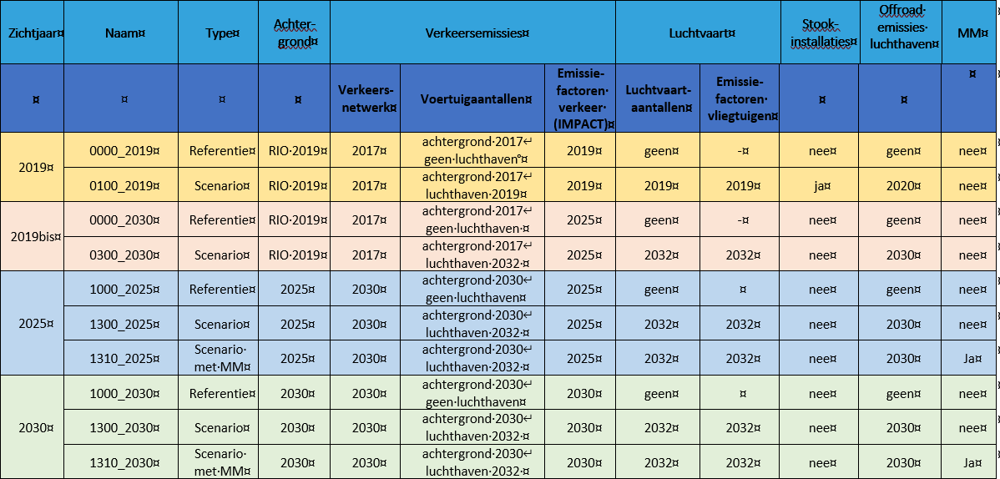 Zichtjaar¤ Naam¤ Type¤ Achter-
grond¤ Verkeersemissies¤ Luchtvaart¤ Stook-
installaties¤ Offroad·
emissies·
luchthaven¤ MM¤
¤ ¤ ¤ ¤ Verkeers-
netwerk¤ Voertuigaantallen¤ Emissie-
factoren·
verkeer·
(IMPACT)¤ Luchtvaart-
aantallen¤ Emissie-
factoren·
vliegtuigen¤ ¤ ¤ ¤
2019¤ 0000_2019¤ Referentie¤ RIO·2019¤ 2017¤ achtergrond·2017↵
geen·luchthaven°¤ 2019¤ geen¤ -¤ nee¤ geen¤ nee¤
0100_2019¤ Scenario¤ RIO·2019¤ 2017¤ achtergrond·2017↵
luchthaven·2019¤ 2019¤ 2019¤ 2019¤ ja¤ 2020¤ nee¤
2019bis¤ 0000_2030¤ Referentie¤ RIO·2019¤ 2017¤ achtergrond·2017↵
geen·luchthaven·¤ 2025¤ geen¤ -¤ nee¤ geen¤ nee¤
0300_2030¤ Scenario¤ RIO·2019¤ 2017¤ achtergrond·2017↵
luchthaven·2032·¤ 2025¤ 2032¤ 2032¤ nee¤ 2030¤ nee¤
2025¤ 1000_2025¤ Referentie¤ 2025¤ 2030¤ achtergrond·2030↵
geen·luchthaven¤ 2025¤ geen¤ ¤ nee¤ geen¤ nee¤
1300_2025¤ Scenario¤ 2025¤ 2030¤ achtergrond·2030↵
luchthaven·2032·¤ 2025¤ 2032¤ 2032¤ nee¤ 2030¤ nee¤
1310_2025¤ Scenario·
met·MM¤ 2025¤ 2030¤ achtergrond·2030↵
luchthaven·2032·¤ 2025¤ 2032¤ 2032¤ nee¤ 2030¤ Ja¤
2030¤ 1000_2030¤ Referentie¤ 2030¤ 2030¤ achtergrond·2030↵
geen·luchthaven¤ 2030¤ geen¤ ¤ nee¤ geen¤ nee¤
1300_2030¤ Scenario¤ 2030¤ 2030¤ achtergrond·2030↵
luchthaven·2032·¤ 2030¤ 2032¤ 2032¤ nee¤ 2030¤ nee¤
1310_2030¤ Scenario·
met·MM¤ 2030¤ 2030¤ achtergrond·2030↵
luchthaven·2032·¤ 2030¤ 2032¤ 2032¤ nee¤ 2030¤ Ja¤